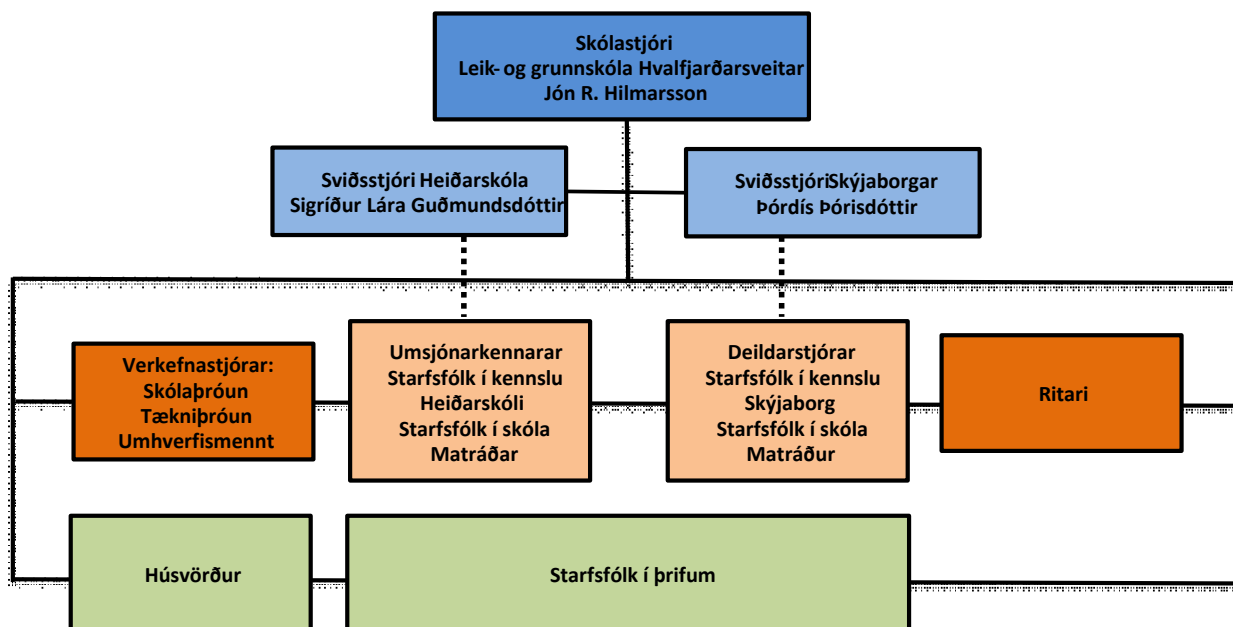 Skólastjóri
Leik- og grunnskóla Hvalfjarðarsveitar
Jón R. Hilmarsson
Sviðsstjóri Heiðarskóla
Sigríður Lára Guðmundsdóttir
SviðsstjóriSkýjaborgar
Þórdís Þórisdóttir
Verkefnastjórar:
Skólaþróun
Tækniþróun
Umhverfismennt
Umsjónarkennarar
Starfsfólk í kennslu
Heiðarskóli
Starfsfólk í skóla
Matráðar
Deildarstjórar
Starfsfólk í kennslu
Skýjaborg
Starfsfólk í skóla
Matráður
Ritari
Húsvörður
Starfsfólk í þrifum